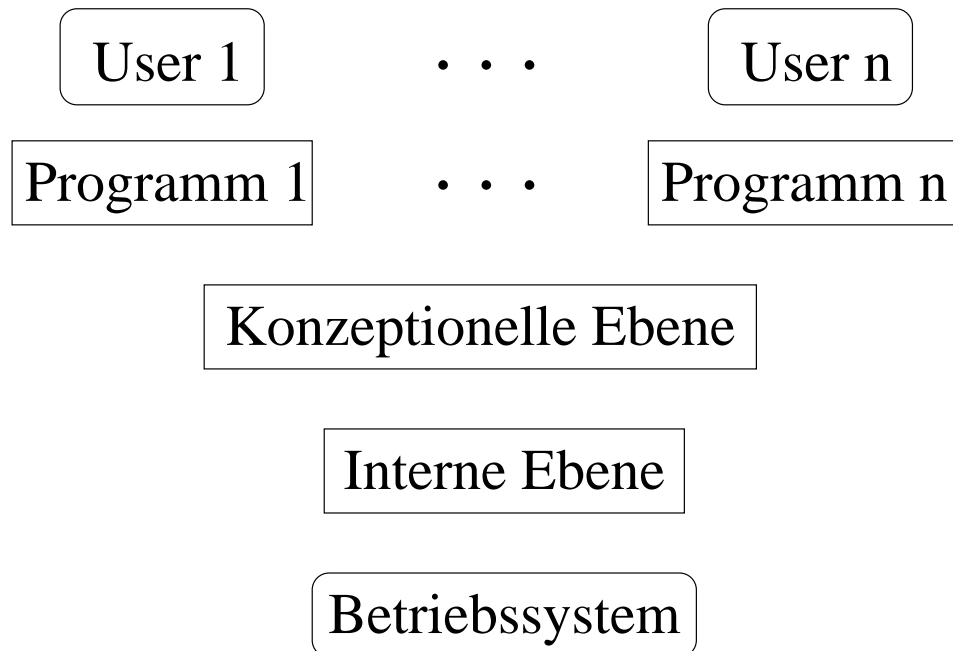 User 1 . . . User n
Programm 1 . . . Programm n
Konzeptionelle Ebene
Interne Ebene
Betriebssystem